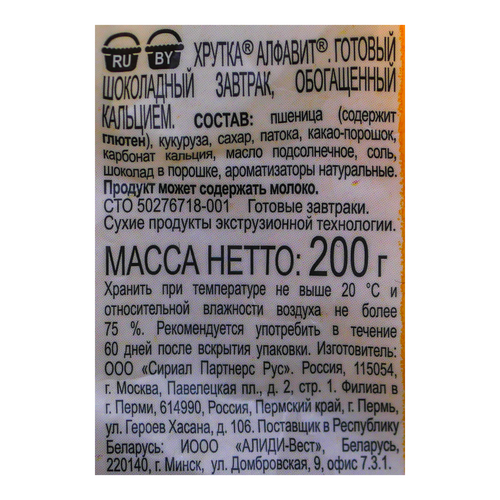 RU BY ХРУТКА® АЛФАВИТ®. ГОТОВЫЙ
ШОКОЛАДНЫЙ ЗАВТРАК, ОБОГАЩЕННЫЙ
КАЛЬЦИЕМ. СОСТАВ: пшеница (содержит
глютен), кукуруза, сахар, патока, какао-порошок,
карбонат кальция, масло подсолнечное, соль,
шоколад в порошке, ароматизаторы натуральные.
Продукт может содержать молоко.
СТО 50276718-001 Готовые завтраки.
Сухие продукты экструзионной технологии.
МАССА НЕТТО: 200 г
Хранить при температуре не выше 20 °С и
относительной влажности воздуха не более
75 %. Рекомендуется употребить в течение
60 дней после вскрытия упаковки. Изготовитель:
ООО «Сириал Партнерс Рус». Россия, 115054,
г. Москва, Павелецкая пл., д. 2, стр. 1. Филиал в
г. Перми, 614990, Россия, Пермский край, г. Пермь,
ул. Героев Хасана, д. 106. Поставщик в Республику
Беларусь: ИООО «АЛИДИ-Вест», Беларусь,
220140, г. Минск, ул. Домбровская, 9, офис 7.3.1.